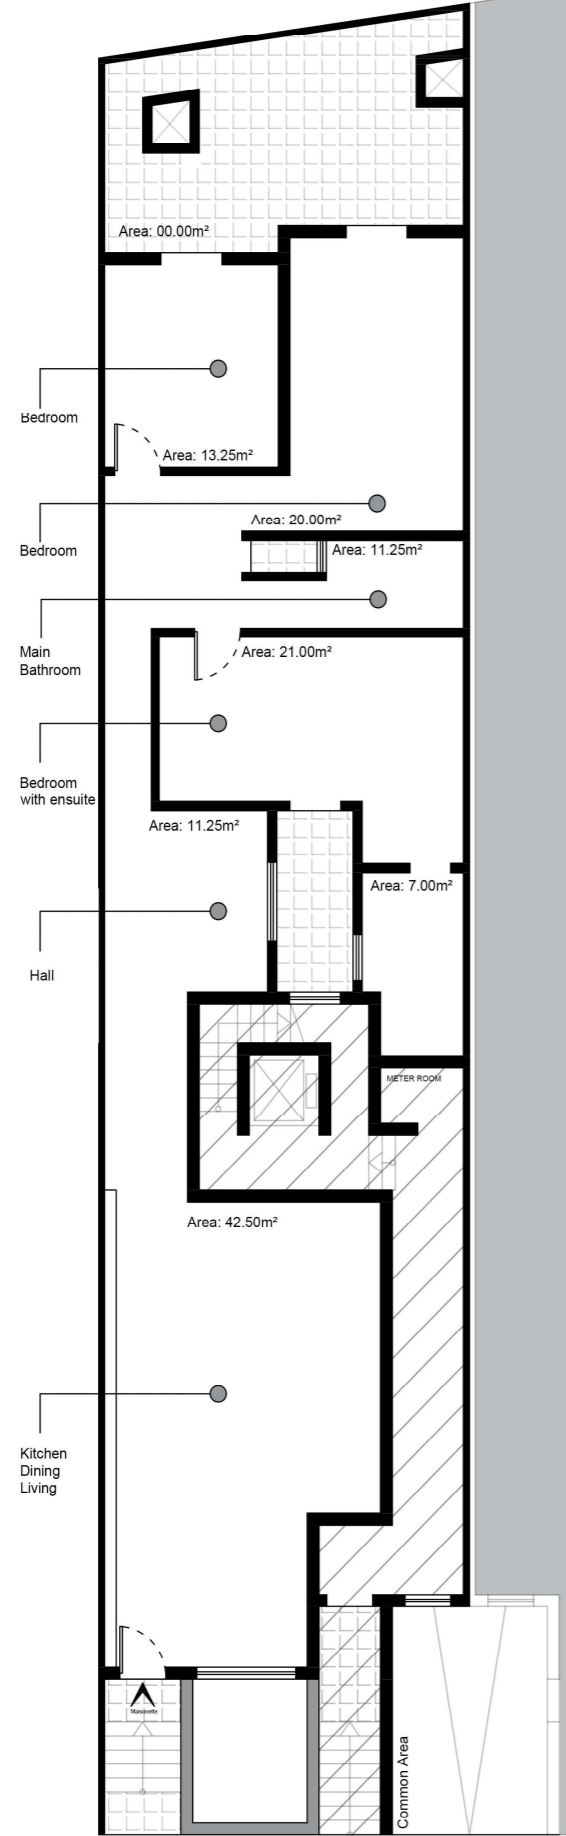 Area: 00.00m²
Bedroom
Area: 13.25m²
Area: 20.00m²
Bedroom
Area: 11.25m²
Main
Bathroom
Area: 21.00m²
Bedroom
with ensuite
Area: 11.25m²
Area: 7.00m²
Hall
METER ROOM
Area: 42.50m²
Kitchen
Dining
Living
Maisonette
Common Area